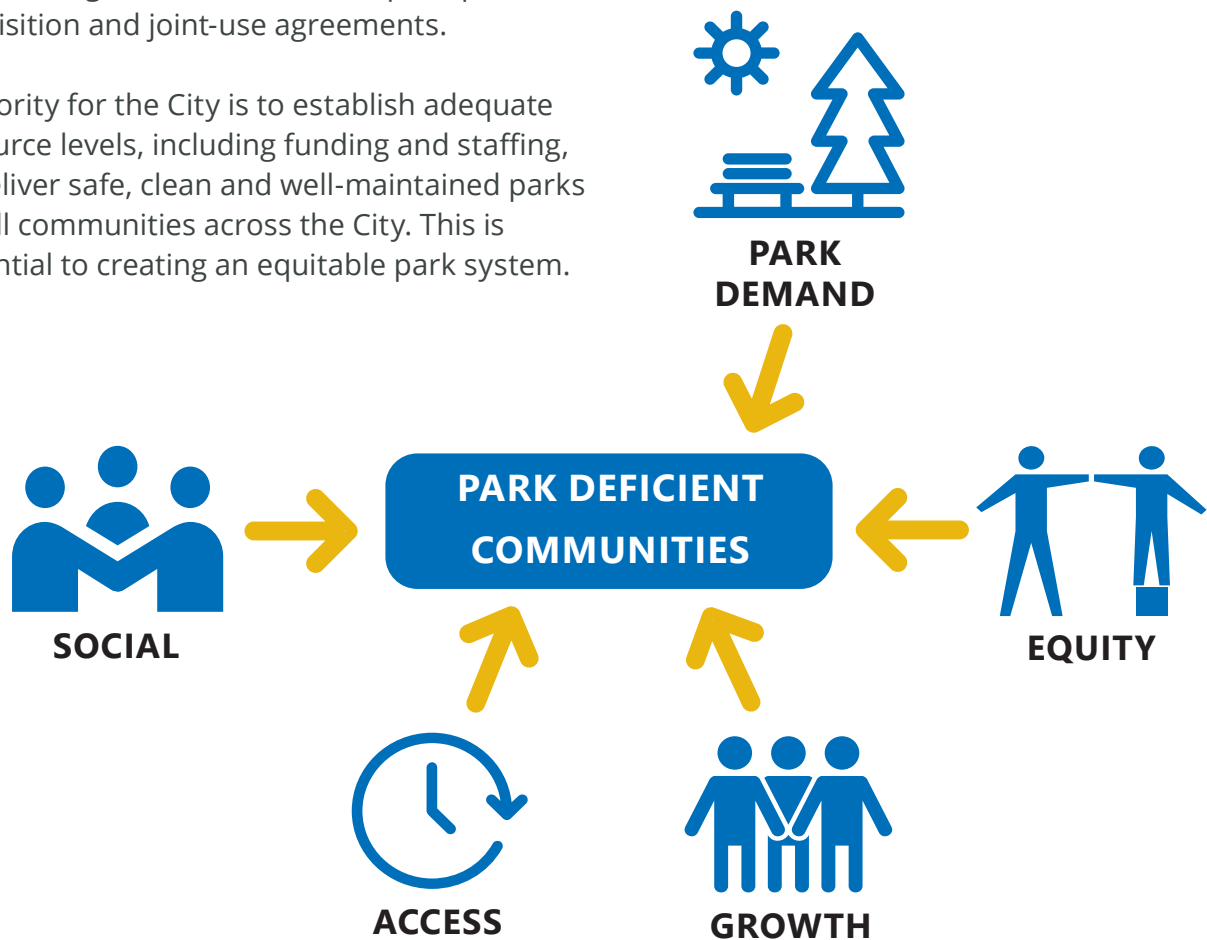 isition and joint-use agreements.
ority for the City is to establish adequate
urce levels, including funding and staffing,
eliver safe, clean and well-maintained parks
ll communities across the City. This is
ntial to creating an equitable park system.
PARK
DEMAND
PARK DEFICIENT
COMMUNITIES
SOCIAL
EQUITY
ACCESS
GROWTH